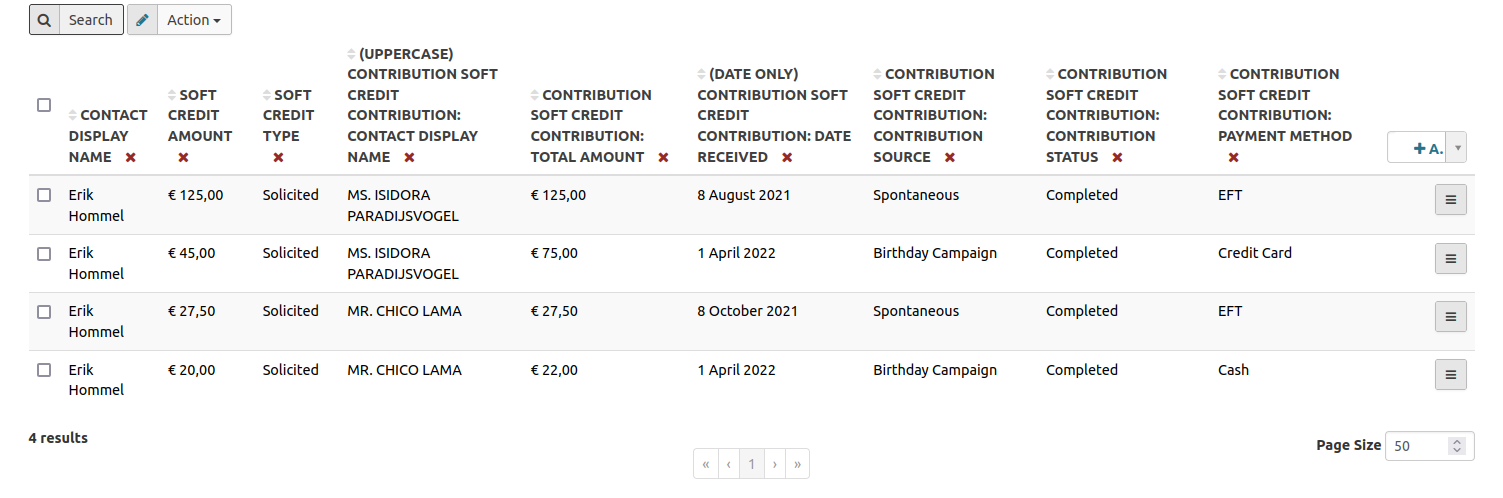 Search Action
CONTACT DISPLAY NAME
SOFT CREDIT AMOUNT
SOFT CREDIT TYPE
(UPPERCASE) CONTRIBUTION SOFT CREDIT CONTRIBUTION: CONTACT DISPLAY NAME
CONTRIBUTION SOFT CREDIT CONTRIBUTION: TOTAL AMOUNT
(DATE ONLY) CONTRIBUTION SOFT CREDIT CONTRIBUTION: DATE RECEIVED
CONTRIBUTION SOFT CREDIT CONTRIBUTION: CONTRIBUTION SOURCE
CONTRIBUTION SOFT CREDIT CONTRIBUTION: CONTRIBUTION STATUS
CONTRIBUTION SOFT CREDIT CONTRIBUTION: PAYMENT METHOD
+ A.
Erik Hommel € 125,00 Solicited MS. ISIDORA PARADIJSVOGEL € 125,00 8 August 2021 Spontaneous Completed EFT
Erik Hommel € 45,00 Solicited MS. ISIDORA PARADIJSVOGEL € 75,00 1 April 2022 Birthday Campaign Completed Credit Card
Erik Hommel € 27,50 Solicited MR. CHICO LAMA € 27,50 8 October 2021 Spontaneous Completed EFT
Erik Hommel € 20,00 Solicited MR. CHICO LAMA € 22,00 1 April 2022 Birthday Campaign Completed Cash
4 results
« ‹ 1 › »
Page Size 50